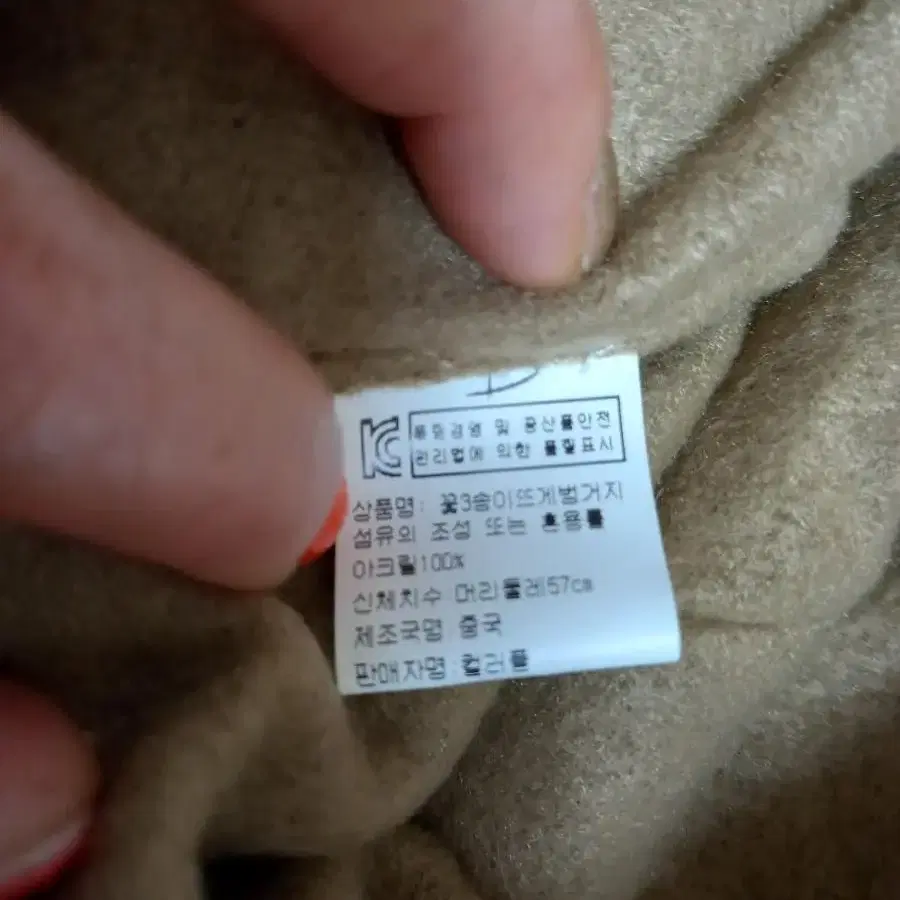 품질경영 및 공산품안전
관리법에 의한 품질표시
상품명: 꽃3송이뜨게벙거지
섬유의 조성 또는 혼용률
아크릴100%
신체치수 머리둘레57cm
제조국명 중국
판매자명:컬러플